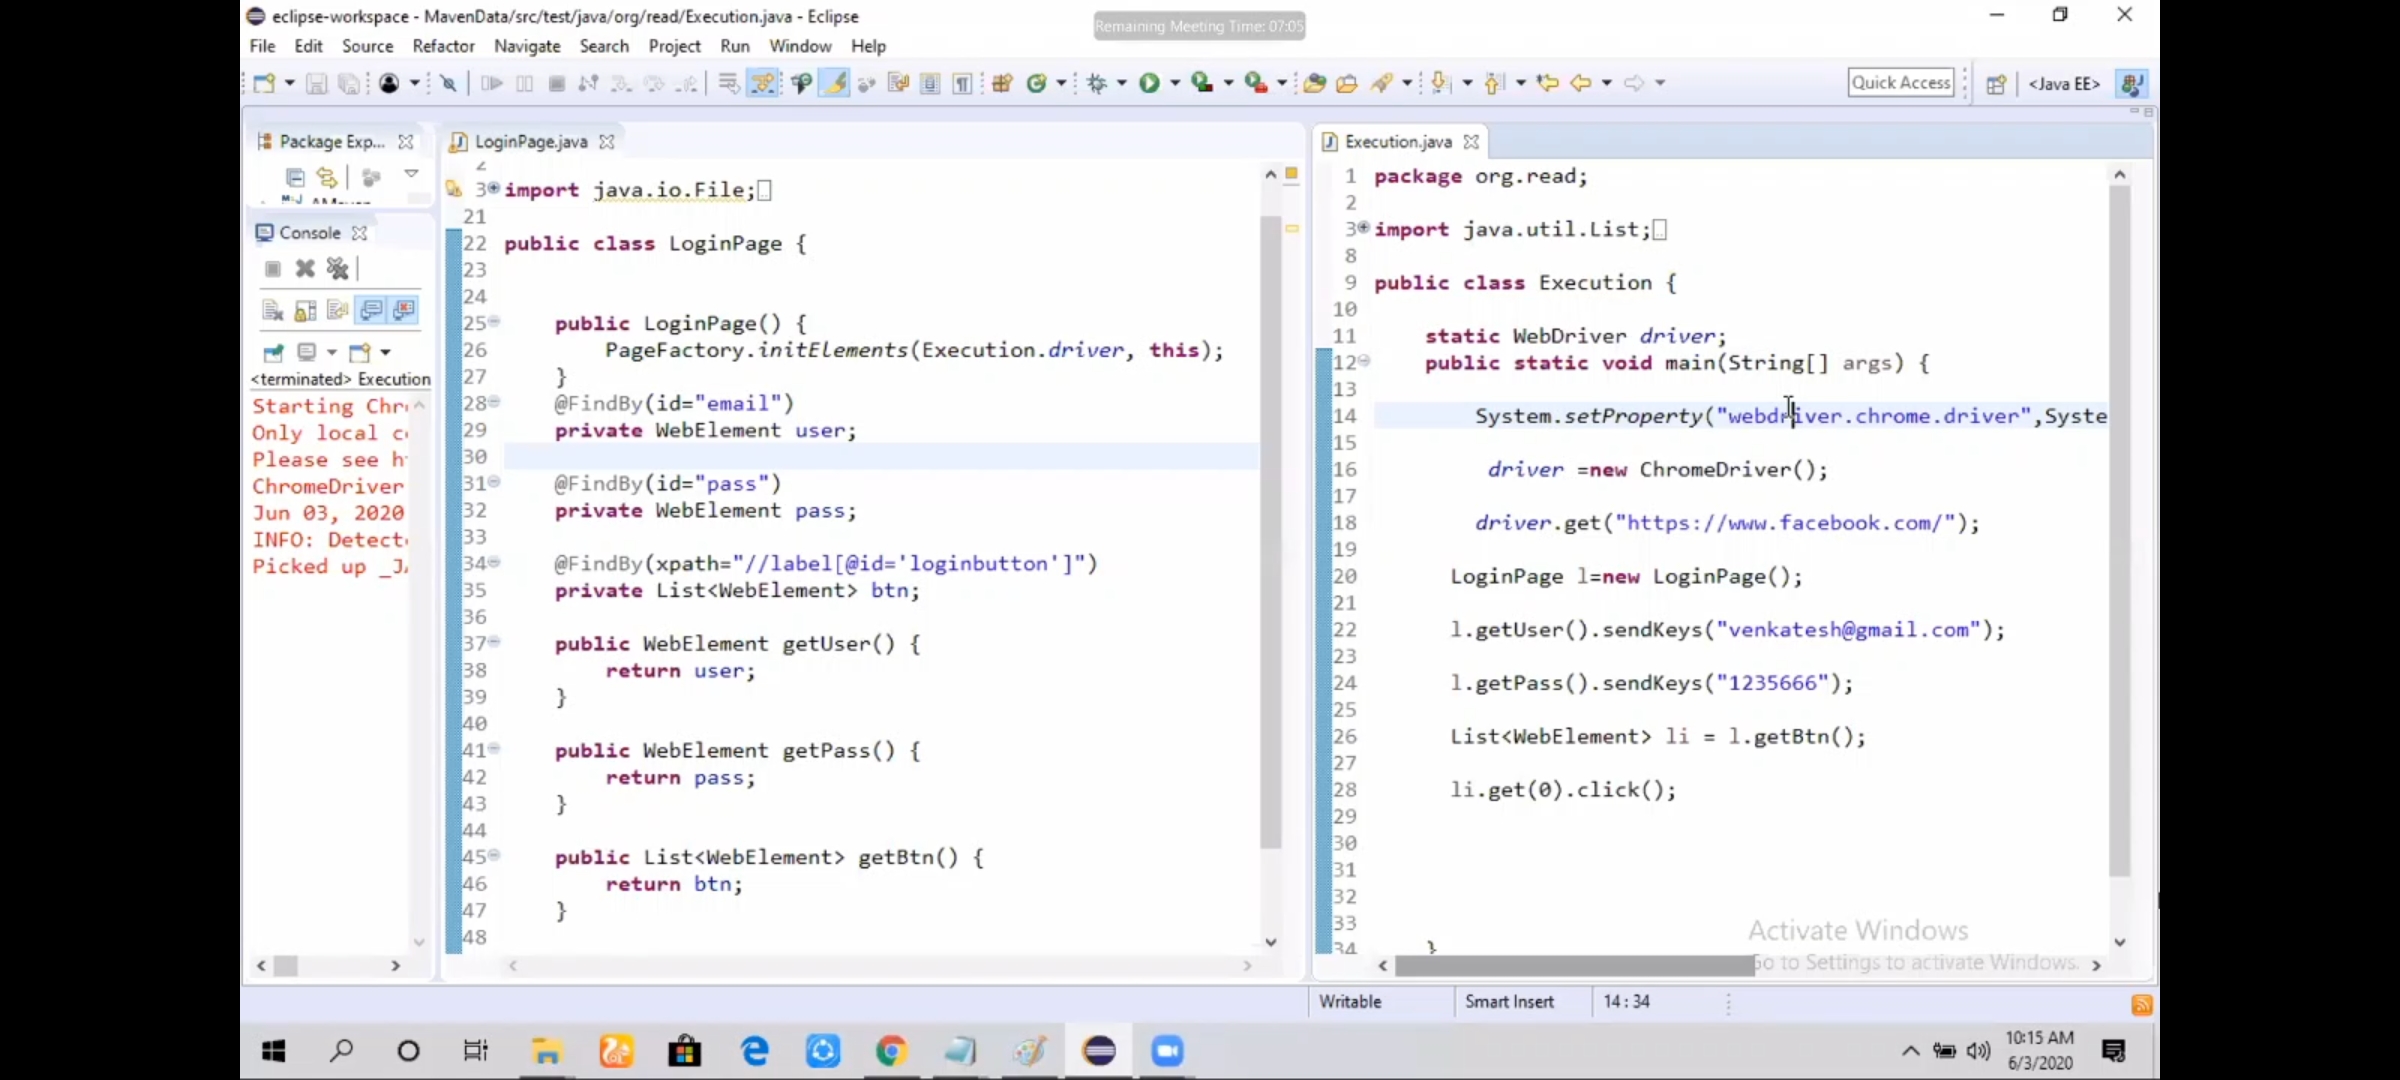 eclipse-workspace - MavenData/src/test/java/org/read/Execution.java - Eclipse
Remaining Meeting Time: 07:05
File Edit Source Refactor Navigate Search Project Run Window Help
Quick Access
<Java EE>
Package Exp...
Console
<terminated> Execution
Starting Chr
Only local c
Please see h
ChromeDriver
Jun 03, 2020
INFO: Detect
Picked up _JA
LoginPage.java
2
3 import java.io.File;
21
22 public class LoginPage {
23
24
25 public LoginPage() {
26 PageFactory.initElements(Execution.driver, this);
27 }
28 @FindBy(id="email")
29 private WebElement user;
30
31 @FindBy(id="pass")
32 private WebElement pass;
33
34 @FindBy(xpath="//label[@id='loginbutton']")
35 private List<WebElement> btn;
36
37 public WebElement getUser() {
38 return user;
39 }
40
41 public WebElement getPass() {
42 return pass;
43 }
44
45 public List<WebElement> getBtn() {
46 return btn;
47 }
48
Execution.java
1 package org.read;
2
3 import java.util.List;
8
9 public class Execution {
10
11 static WebDriver driver;
12 public static void main(String[] args) {
13
14 System.setProperty("webdriver.chrome.driver",Syste
15
16 driver =new ChromeDriver();
17
18 driver.get("https://www.facebook.com/");
19
20 LoginPage l=new LoginPage();
21
22 l.getUser().sendKeys("venkatesh@gmail.com");
23
24 l.getPass().sendKeys("1235666");
25
26 List<WebElement> li = l.getBtn();
27
28 li.get(0).click();
29
30
31
32
33
34 }
Activate Windows
Go to Settings to activate Windows.
Writable Smart Insert 14:34
10:15 AM
6/3/2020